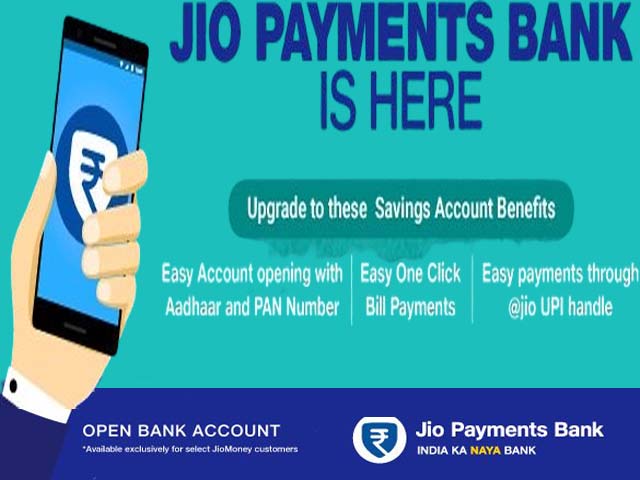 JIO PAYMENTS BANK
IS HERE
Upgrade to these Savings Account Benefits
Easy Account opening with
Aadhaar and PAN Number
Easy One Click
Bill Payments
Easy payments through
@jio UPI handle
OPEN BANK ACCOUNT
*Available exclusively for select JioMoney customers
₹
Jio Payments Bank
INDIA KA NAYA BANK